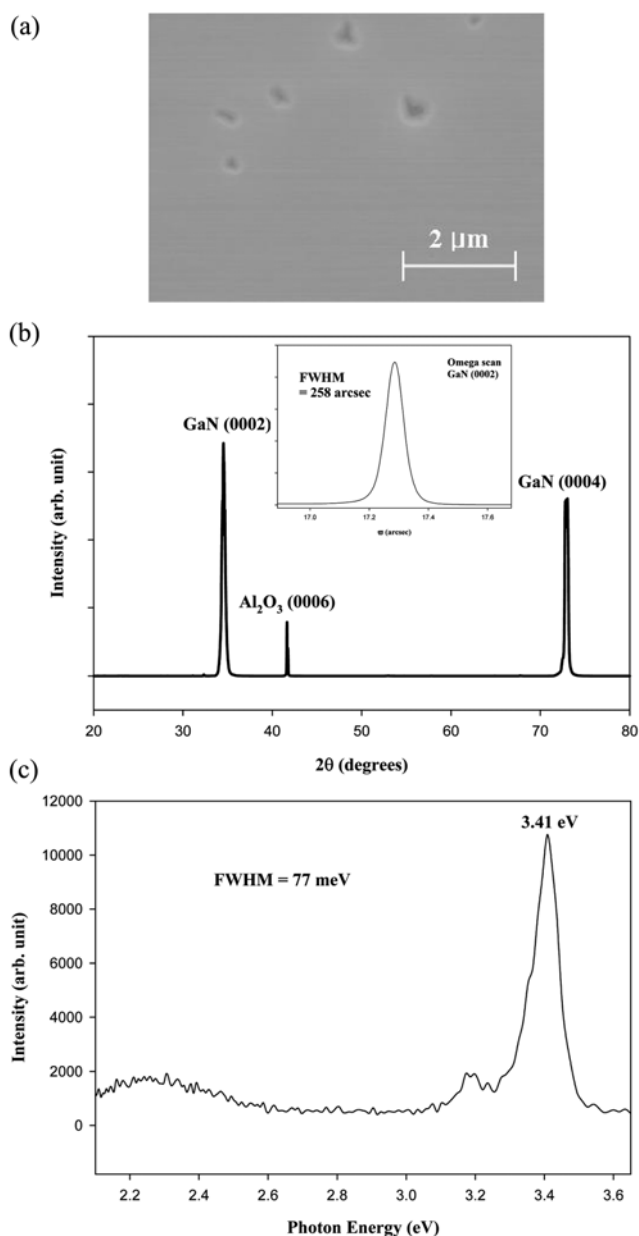 (a)
2 μm
(b)
FWHM
= 258 arcsec
Omega scan
GaN (0002)
17.0
17.2
17.4
17.6
ϖ (arcsec)
GaN (0002)
GaN (0004)
Al₂O₃ (0006)
Intensity (arb. unit)
20
30
40
50
60
70
80
2θ (degrees)
(c)
12000
10000
8000
6000
4000
2000
0
3.41 eV
FWHM = 77 meV
Intensity (arb. unit)
2.2
2.4
2.6
2.8
3.0
3.2
3.4
3.6
Photon Energy (eV)